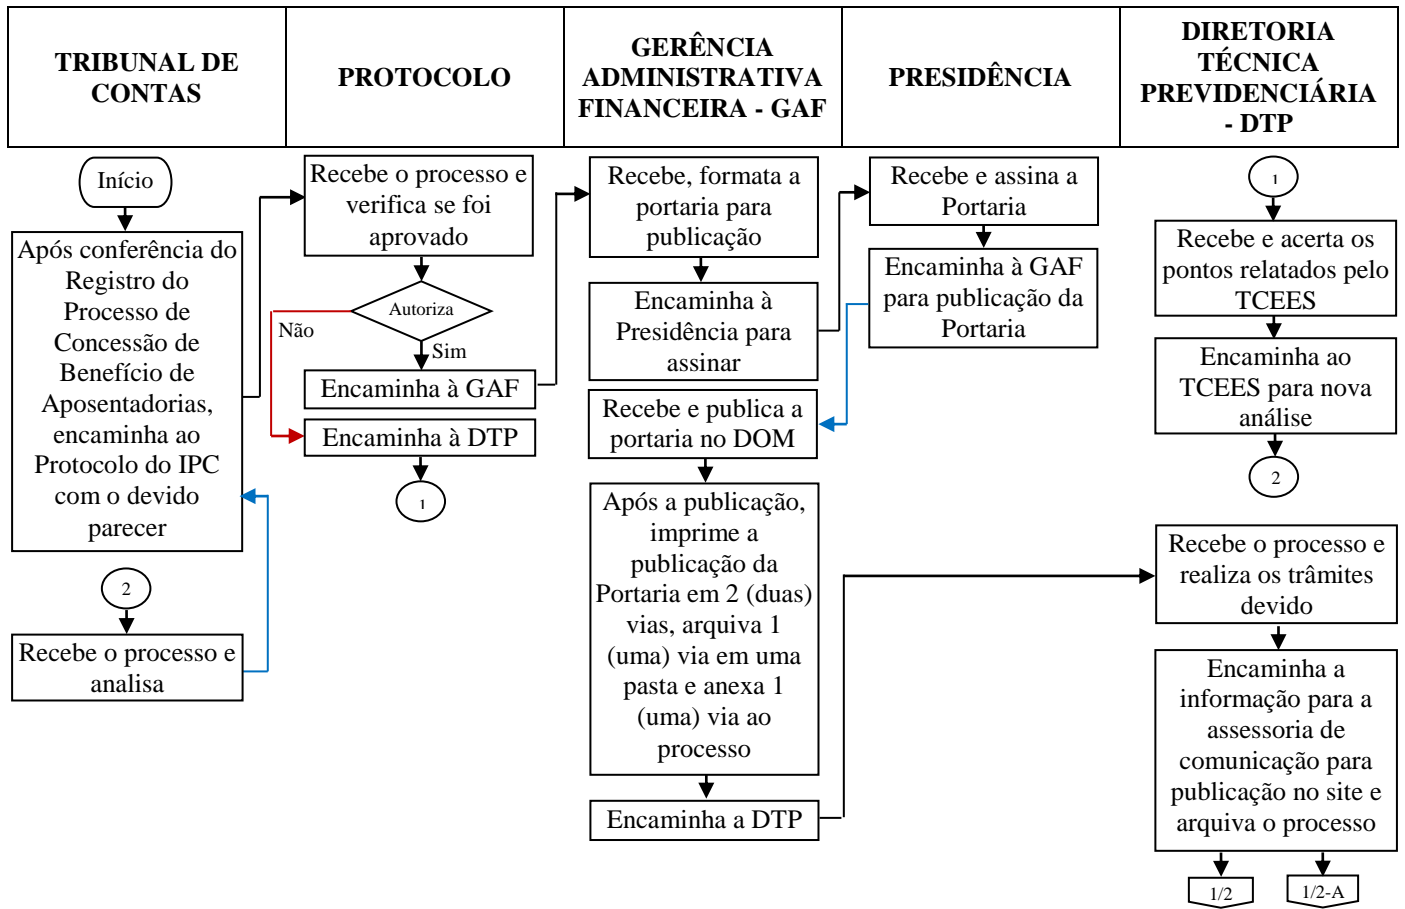 TRIBUNAL DE
CONTAS
PROTOCOLO
GERÊNCIA
ADMINISTRATIVA
FINANCEIRA - GAF
PRESIDÊNCIA
DIRETORIA
TÉCNICA
PREVIDENCIÁRIA
- DTP
Início
Após conferência do
Registro do
Processo de
Concessão de
Benefício de
Aposentadorias,
encaminha ao
Protocolo do IPC
com o devido
parecer
2
Recebe o processo e
analisa
Recebe o processo e
verifica se foi
aprovado
Autoriza
Não
Sim
Encaminha à GAF
Encaminha à DTP
1
Recebe, formata a
portaria para
publicação
Encaminha à
Presidência para
assinar
Recebe e publica a
portaria no DOM
Após a publicação,
imprime a
publicação da
Portaria em 2 (duas)
vias, arquiva 1
(uma) via em uma
pasta e anexa 1
(uma) via ao
processo
Encaminha a DTP
Recebe e assina a
Portaria
Encaminha à GAF
para publicação da
Portaria
1
Recebe e acerta os
pontos relatados pelo
TCEES
Encaminha ao
TCEES para nova
análise
2
Recebe o processo e
realiza os trâmites
devido
Encaminha a
informação para a
assessoria de
comunicação para
publicação no site e
arquiva o processo
1/2
1/2-A